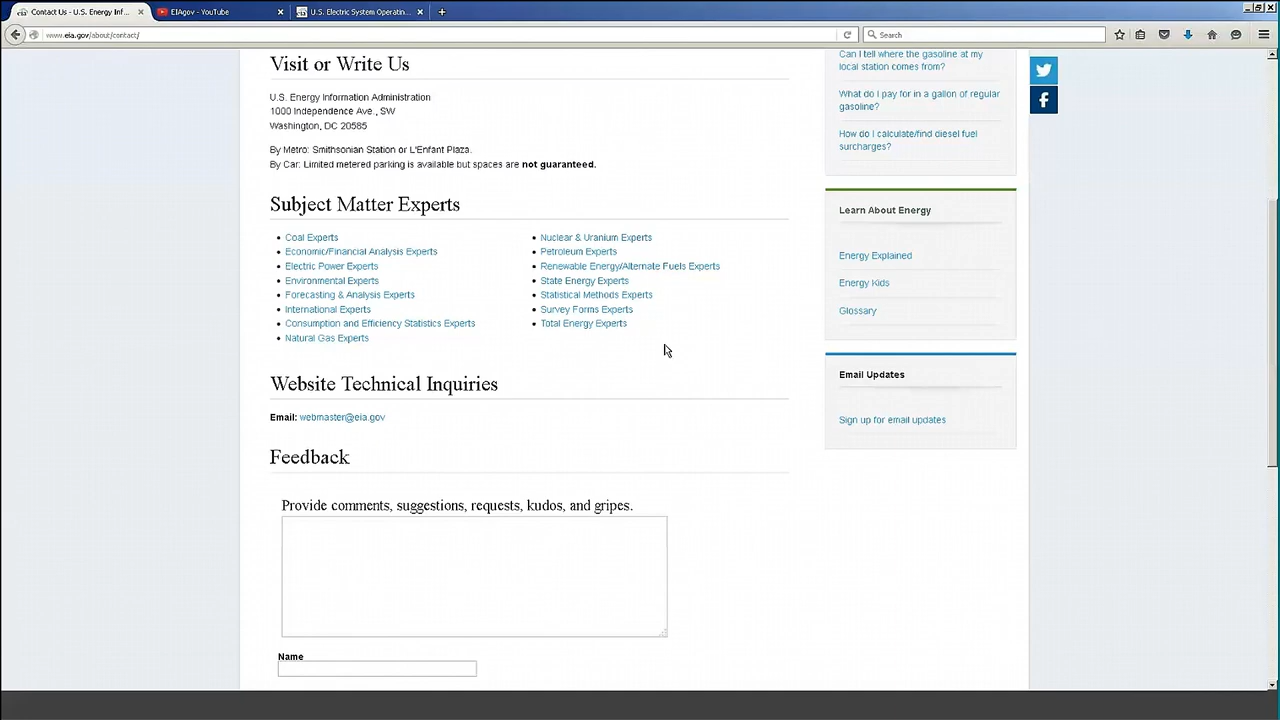 Contact Us - U.S. Energy Inf...
EIAgov - YouTube
U.S. Electric System Operatin...
www.eia.gov/about/contact/
Search
Visit or Write Us
U.S. Energy Information Administration
1000 Independence Ave., SW
Washington, DC 20585
By Metro: Smithsonian Station or L'Enfant Plaza.
By Car: Limited metered parking is available but spaces are not guaranteed.
Subject Matter Experts
Coal Experts
Economic/Financial Analysis Experts
Electric Power Experts
Environmental Experts
Forecasting & Analysis Experts
International Experts
Consumption and Efficiency Statistics Experts
Natural Gas Experts
Nuclear & Uranium Experts
Petroleum Experts
Renewable Energy/Alternate Fuels Experts
State Energy Experts
Statistical Methods Experts
Survey Forms Experts
Total Energy Experts
Website Technical Inquiries
Email: webmaster@eia.gov
Feedback
Provide comments, suggestions, requests, kudos, and gripes.
Name
Can I tell where the gasoline at my
local station comes from?
What do I pay for in a gallon of regular
gasoline?
How do I calculate/find diesel fuel
surcharges?
Learn About Energy
Energy Explained
Energy Kids
Glossary
Email Updates
Sign up for email updates